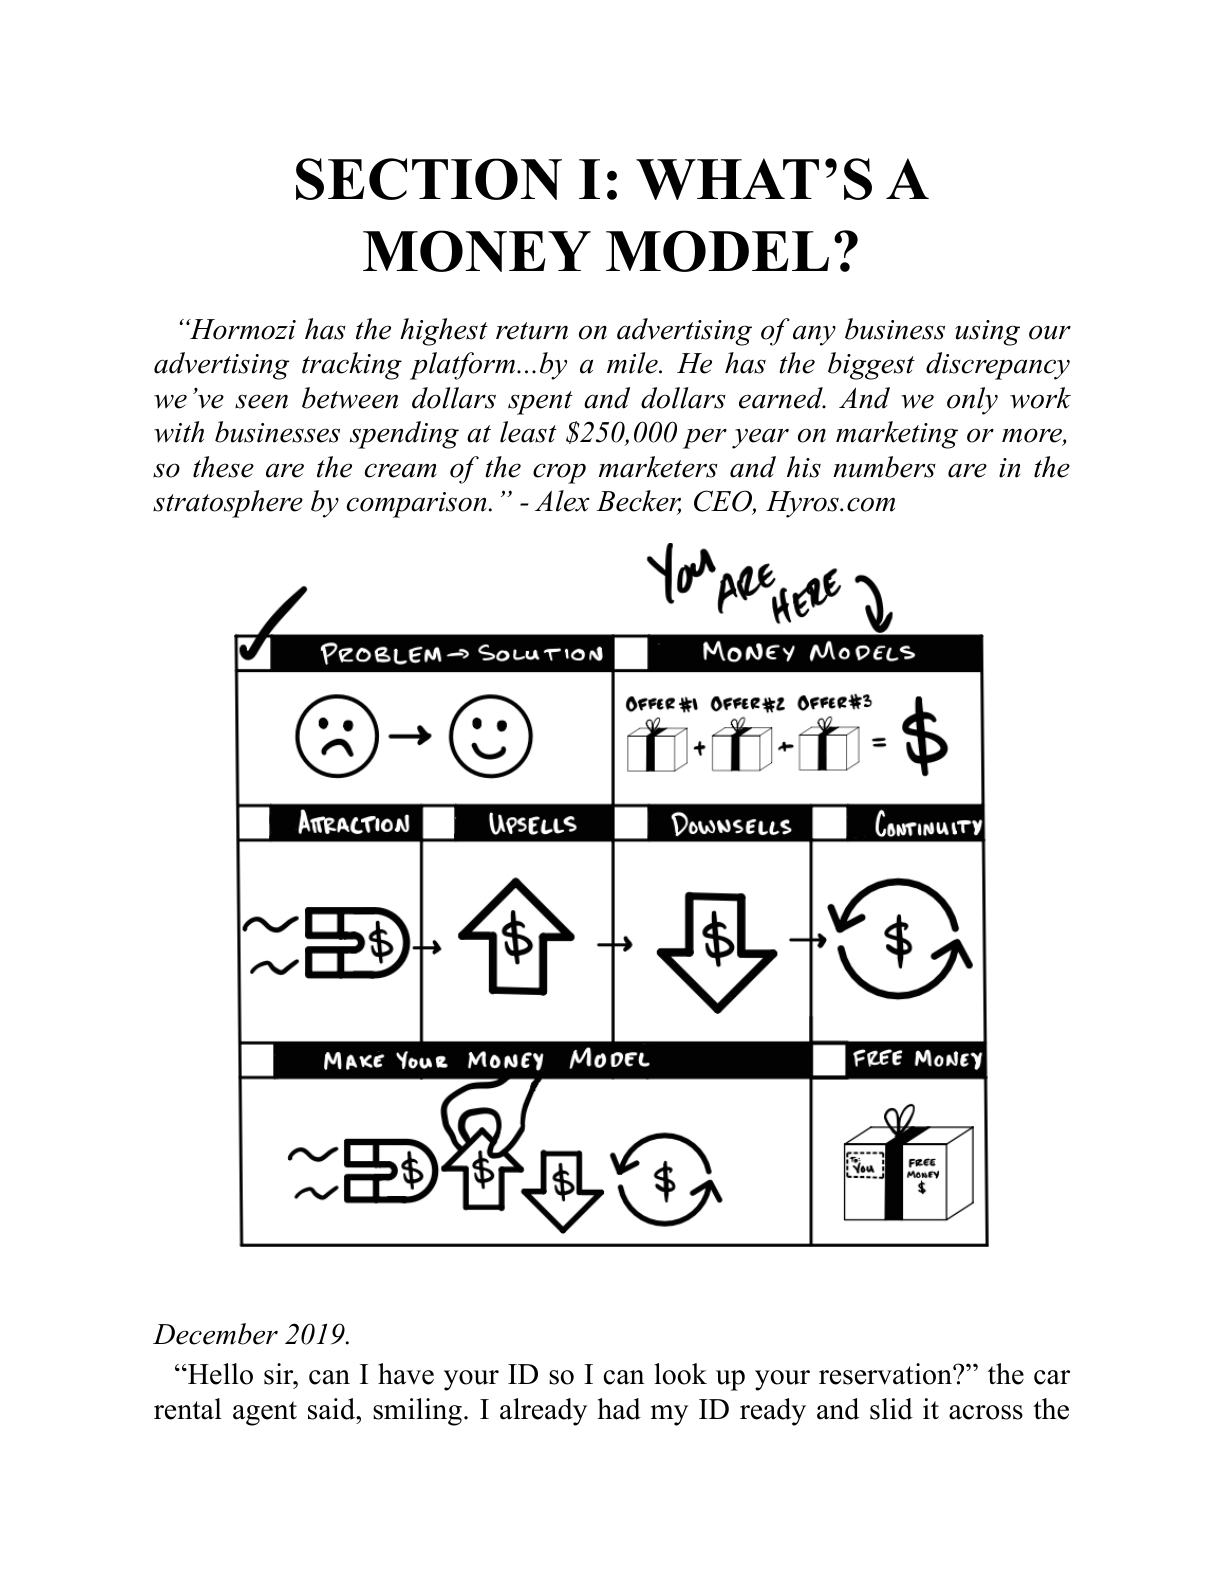 SECTION I: WHAT’S A
MONEY MODEL?
“Hormozi has the highest return on advertising of any business using our
advertising tracking platform...by a mile. He has the biggest discrepancy
we’ve seen between dollars spent and dollars earned. And we only work
with businesses spending at least $250,000 per year on marketing or more,
so these are the cream of the crop marketers and his numbers are in the
stratosphere by comparison.” - Alex Becker, CEO, Hyros.com
YOU ARE HERE
PROBLEM → SOLUTION
MONEY MODELS
OFFER #1 OFFER #2 OFFER #3
+ + = $
ATTRACTION
UPSELLS
DOWNSELLS
CONTINUITY
$ $ $ $
MAKE YOUR MONEY MODEL
FREE MONEY
$ $ $ $
TO:
YOU
FREE
MONEY
$
December 2019.
“Hello sir, can I have your ID so I can look up your reservation?” the car
rental agent said, smiling. I already had my ID ready and slid it across the